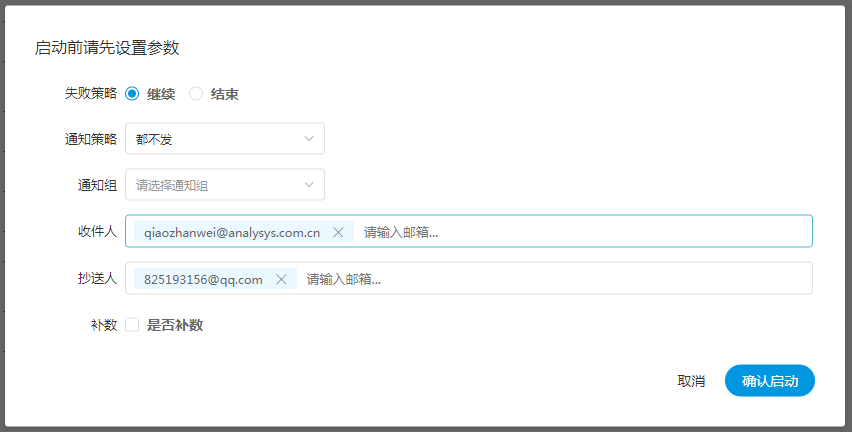 启动前请先设置参数
失败策略 继续 结束
通知策略 都不发
通知组 请选择通知组
收件人 qiaozhanwei@analysys.com.cn 请输入邮箱...
抄送人 825193156@qq.com 请输入邮箱...
补数 是否补数
取消 确认启动